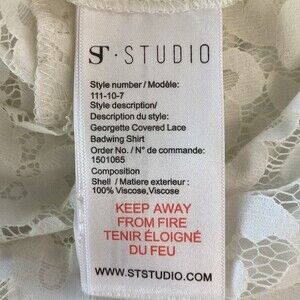 ST · STUDIO
Style number / Modèle:
111-10-7
Style description/
Description du style:
Georgette Covered Lace
Badwing Shirt
Order No. / N° de commande:
1501065
Composition
Shell / Matiere exterieur :
100% Viscose,Viscose
KEEP AWAY
FROM FIRE
TENIR ÉLOIGNÉ
DU FEU
WWW.STSTUDIO.COM